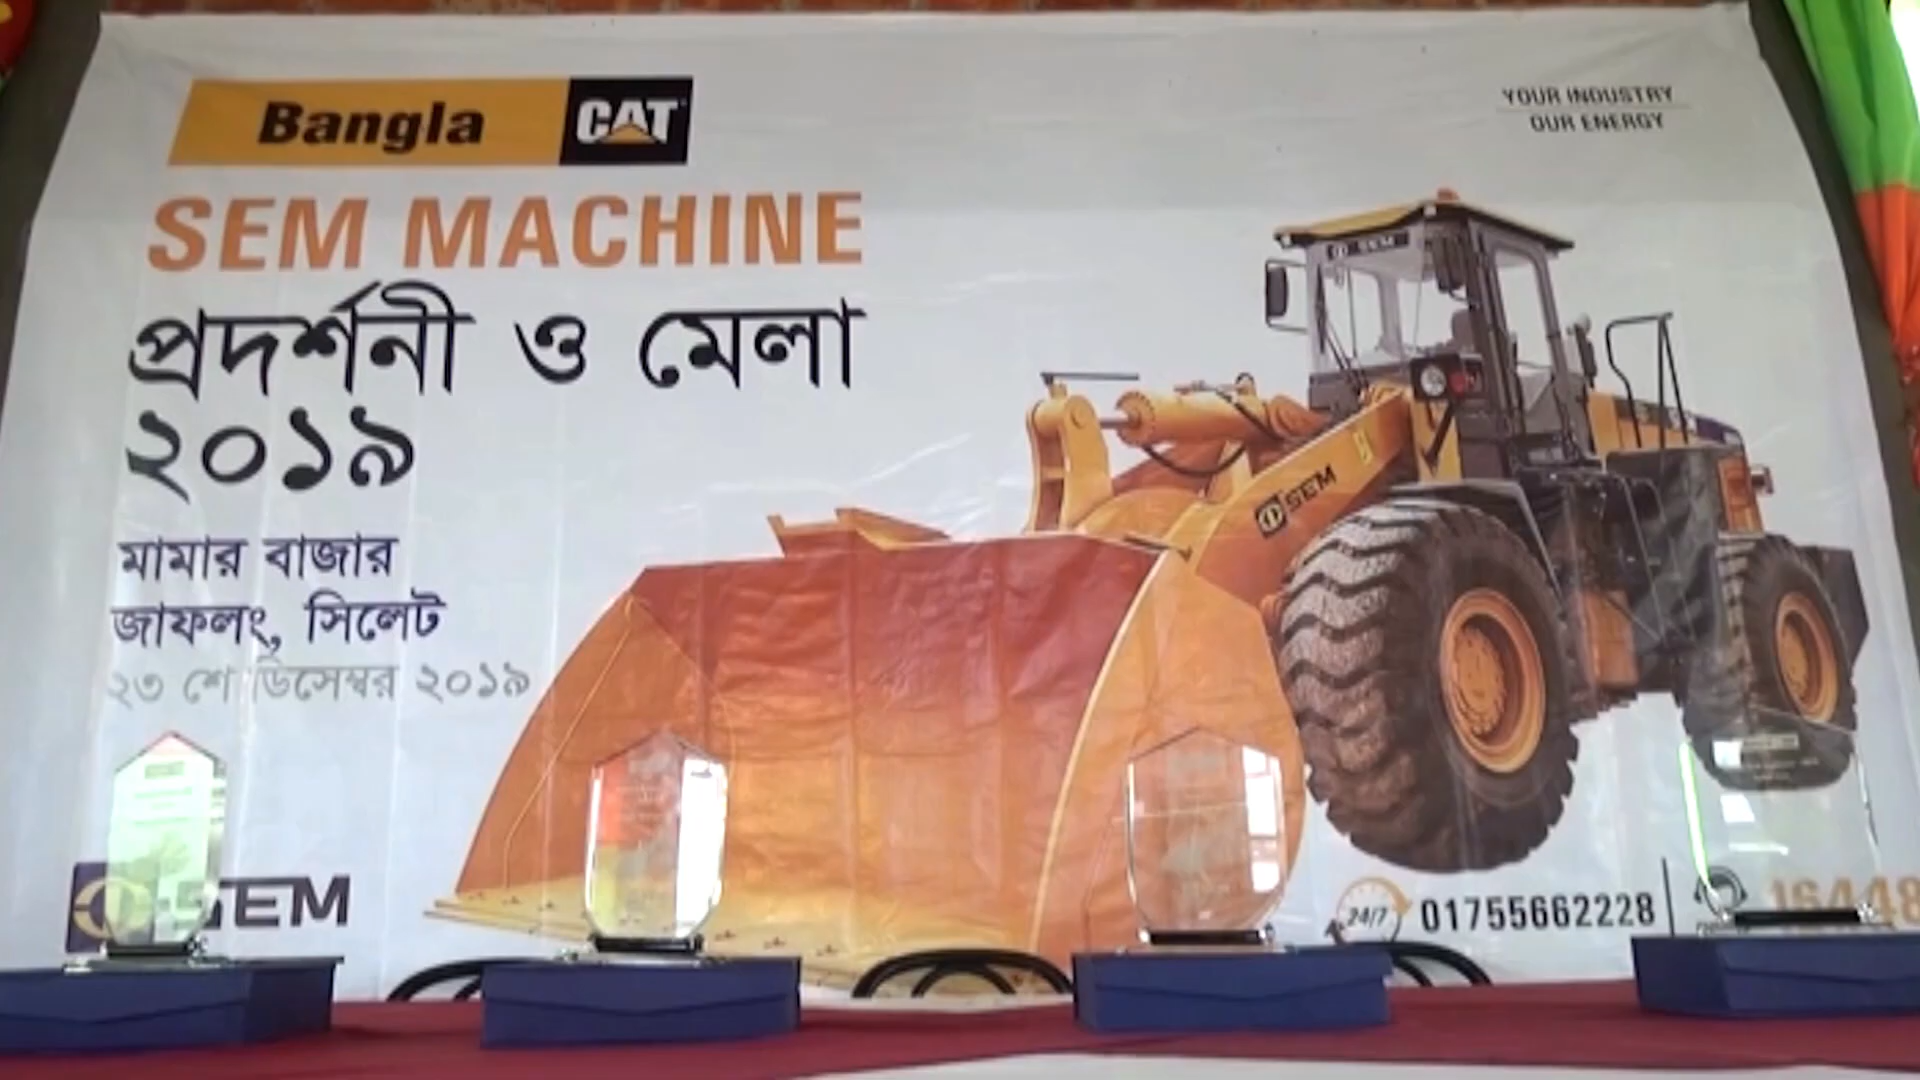 Bangla CAT
YOUR INDUSTRY
OUR ENERGY
SEM MACHINE
প্রদর্শনী ও মেলা
২০১৯
মামার বাজার
জাফলং, সিলেট
২৩ শে ডিসেম্বর ২০১৯
SEM
SEM
SEM
24/7 01755662228
16448